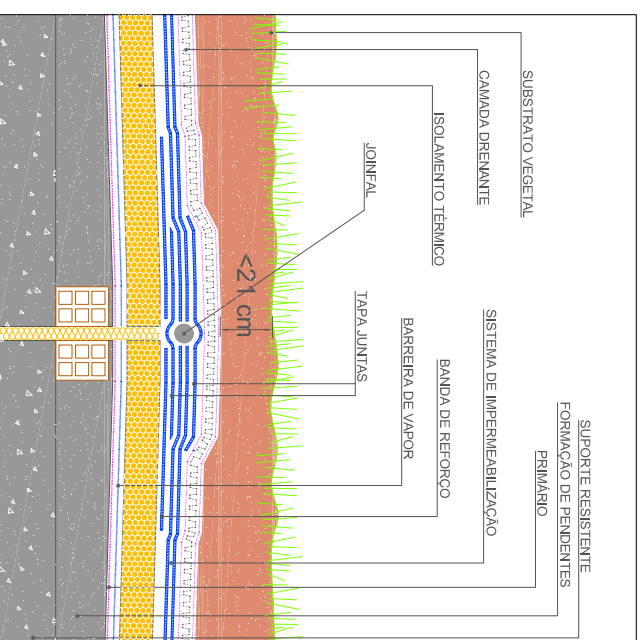 SUBSTRATO VEGETAL
CAMADA DRENANTE
ISOLAMENTO TÉRMICO
JOINFAL
<21 cm
TAPA JUNTAS
BARREIRA DE VAPOR
BANDA DE REFORÇO
SISTEMA DE IMPERMEABILIZAÇÃO
PRIMÁRIO
FORMAÇÃO DE PENDENTES
SUPORTE RESISTENTE